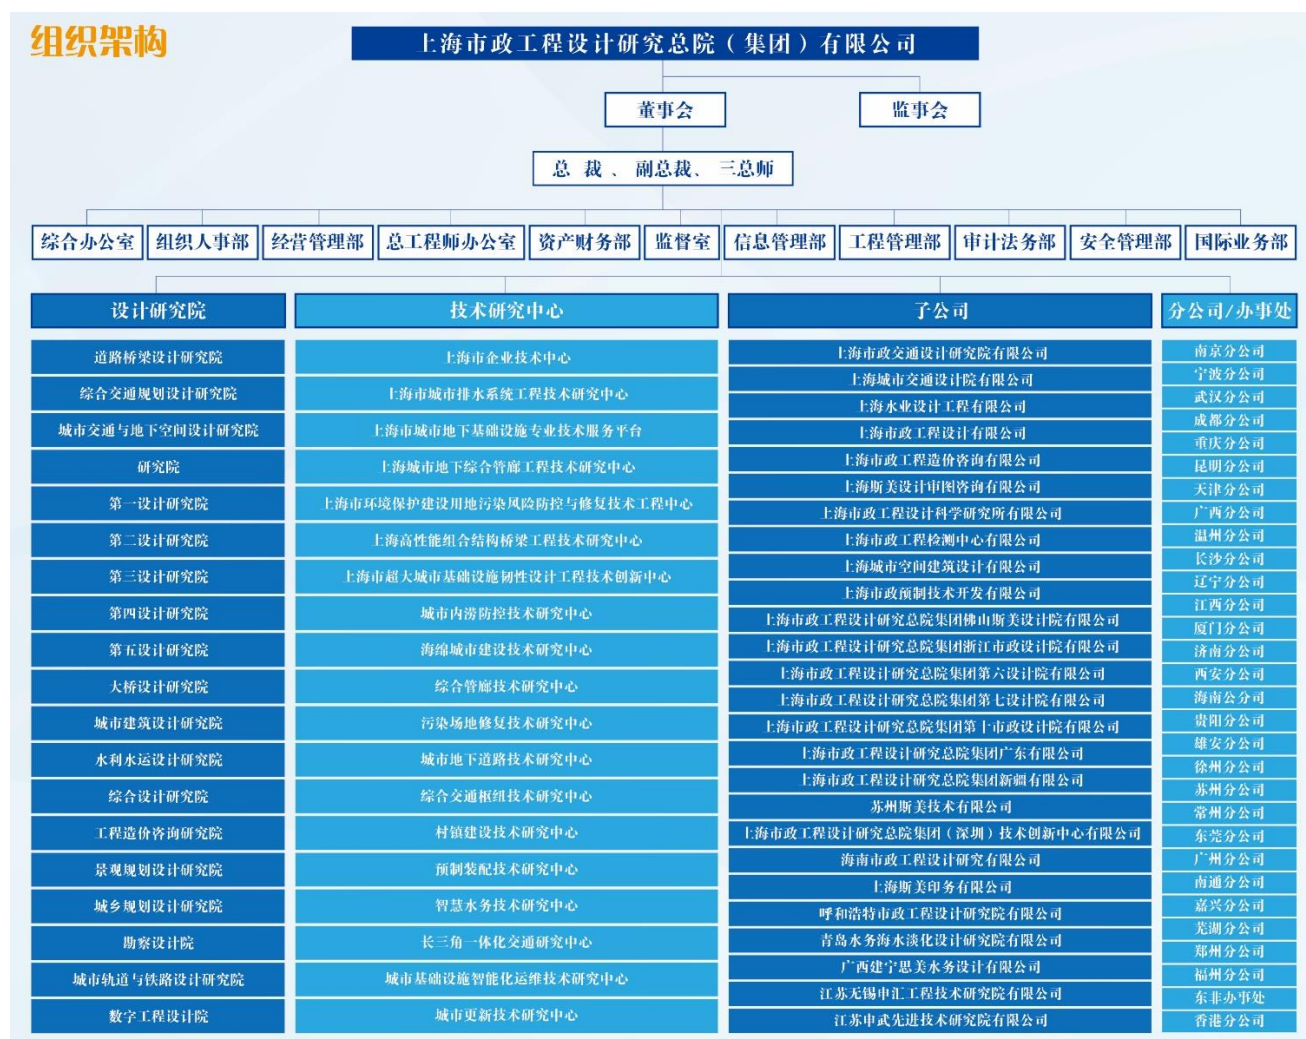 组织架构
上海市政工程设计研究总院（集团）有限公司
董事会
监事会
总 裁 、 副总裁、 三总师
综合办公室
组织人事部
经营管理部
总工程师办公室
资产财务部
监督室
信息管理部
工程管理部
审计法务部
安全管理部
国际业务部
设计研究院
道路桥梁设计研究院
综合交通规划设计研究院
城市交通与地下空间设计研究院
研究院
第一设计研究院
第二设计研究院
第三设计研究院
第四设计研究院
第五设计研究院
大桥设计研究院
城市建筑设计研究院
水利水运设计研究院
综合设计研究院
工程造价咨询研究院
景观规划设计研究院
城乡规划设计研究院
勘察设计院
城市轨道与铁路设计研究院
数字工程设计院
技术研究中心
上海市企业技术中心
上海市城市排水系统工程技术研究中心
上海市城市地下基础设施专业技术服务平台
上海城市地下综合管廊工程技术研究中心
上海市环境保护建设用地污染风险防控与修复技术工程中心
上海高性能组合结构桥梁工程技术研究中心
上海市超大城市基础设施韧性设计工程技术创新中心
城市内涝防控技术研究中心
海绵城市建设技术研究中心
综合管廊技术研究中心
污染场地修复技术研究中心
城市地下道路技术研究中心
综合交通枢纽技术研究中心
村镇建设技术研究中心
预制装配技术研究中心
智慧水务技术研究中心
长三角一体化交通研究中心
城市基础设施智能化运维技术研究中心
城市更新技术研究中心
子公司
上海市政交通设计研究院有限公司
上海城市交通设计院有限公司
上海水业设计工程有限公司
上海市政工程设计有限公司
上海市政工程造价咨询有限公司
上海斯美设计审图咨询有限公司
上海市政工程设计科学研究所有限公司
上海市政工程检测中心有限公司
上海城市空间建筑设计有限公司
上海市政预制技术开发有限公司
上海市政工程设计研究总院集团佛山斯美设计院有限公司
上海市政工程设计研究总院集团浙江市政设计院有限公司
上海市政工程设计研究总院集团第六设计院有限公司
上海市政工程设计研究总院集团第七设计院有限公司
上海市政工程设计研究总院集团第十市政设计院有限公司
上海市政工程设计研究总院集团广东有限公司
上海市政工程设计研究总院集团新疆有限公司
苏州斯美技术有限公司
上海市政工程设计研究总院集团（深圳）技术创新中心有限公司
海南市政工程设计研究有限公司
上海斯美印务有限公司
呼和浩特市政工程设计研究院有限公司
青岛水务海水淡化设计研究院有限公司
广西建宁思美水务设计有限公司
江苏无锡申汇工程技术研究院有限公司
江苏申武先进技术研究院有限公司
分公司/办事处
南京分公司
宁波分公司
武汉分公司
成都分公司
重庆分公司
昆明分公司
天津分公司
广西分公司
温州分公司
长沙分公司
辽宁分公司
江西分公司
厦门分公司
济南分公司
西安分公司
海南公分司
贵阳分公司
雄安分公司
徐州分公司
苏州分公司
常州分公司
东莞分公司
广州分公司
南通分公司
嘉兴分公司
芜湖分公司
郑州分公司
福州分公司
东非办事处
香港分公司